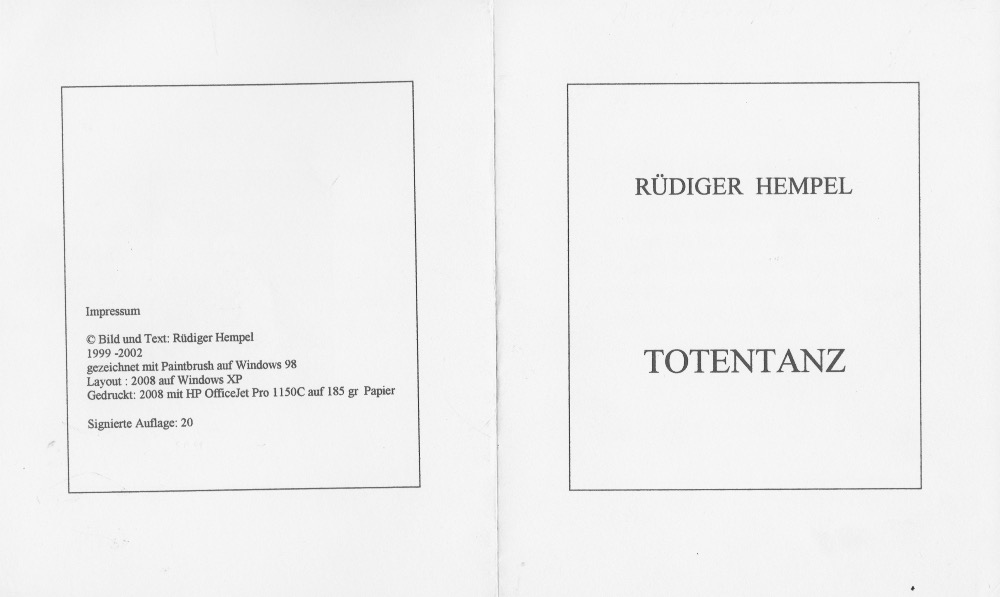 Impressum
© Bild und Text: Rüdiger Hempel
1999 -2002
gezeichnet mit Paintbrush auf Windows 98
Layout : 2008 auf Windows XP
Gedruckt: 2008 mit HP OfficeJet Pro 1150C auf 185 gr Papier
Signierte Auflage: 20
RÜDIGER HEMPEL
TOTENTANZ